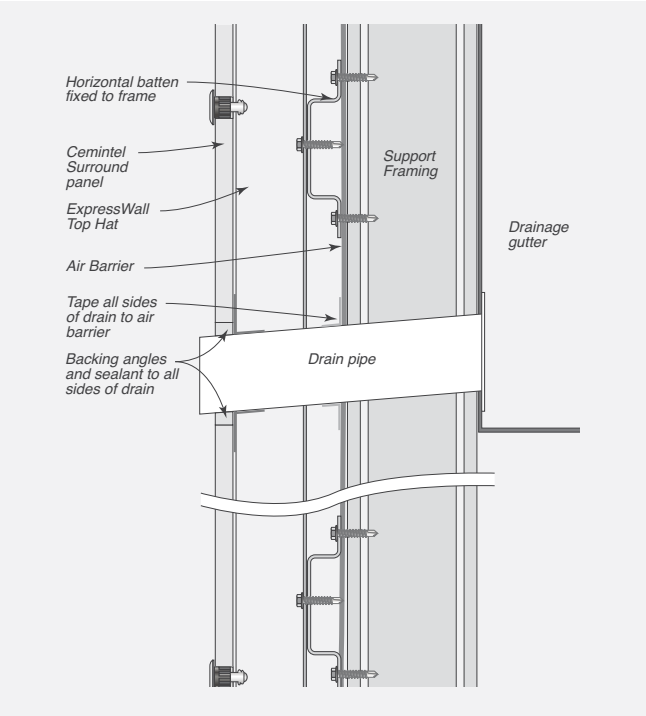 Horizontal batten
fixed to frame
Cemintel
Surround
panel
ExpressWall
Top Hat
Air Barrier
Tape all sides
of drain to air
barrier
Backing angles
and sealant to all
sides of drain
Support
Framing
Drainage
gutter
Drain pipe